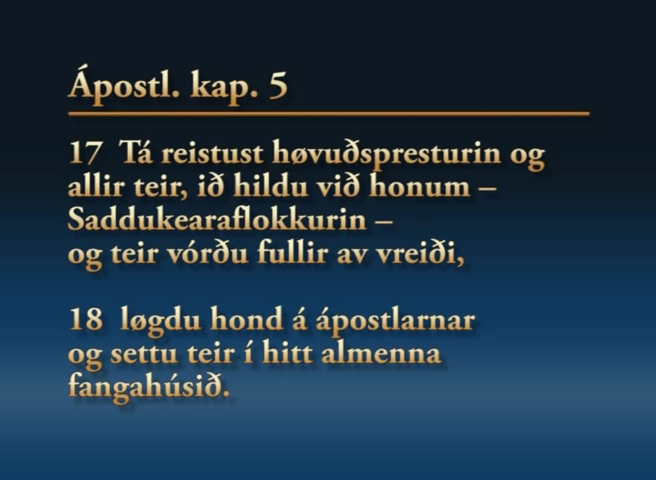 Ápostl. kap. 5
17 Tá reistust høvuðspresturin og
allir teir, ið hildu við honum –
Saddukearaflokkurin –
og teir vórðu fullir av vreiði,
18 løgdu hond á ápostlarnar
og settu teir í hitt almenna
fangahúsið.